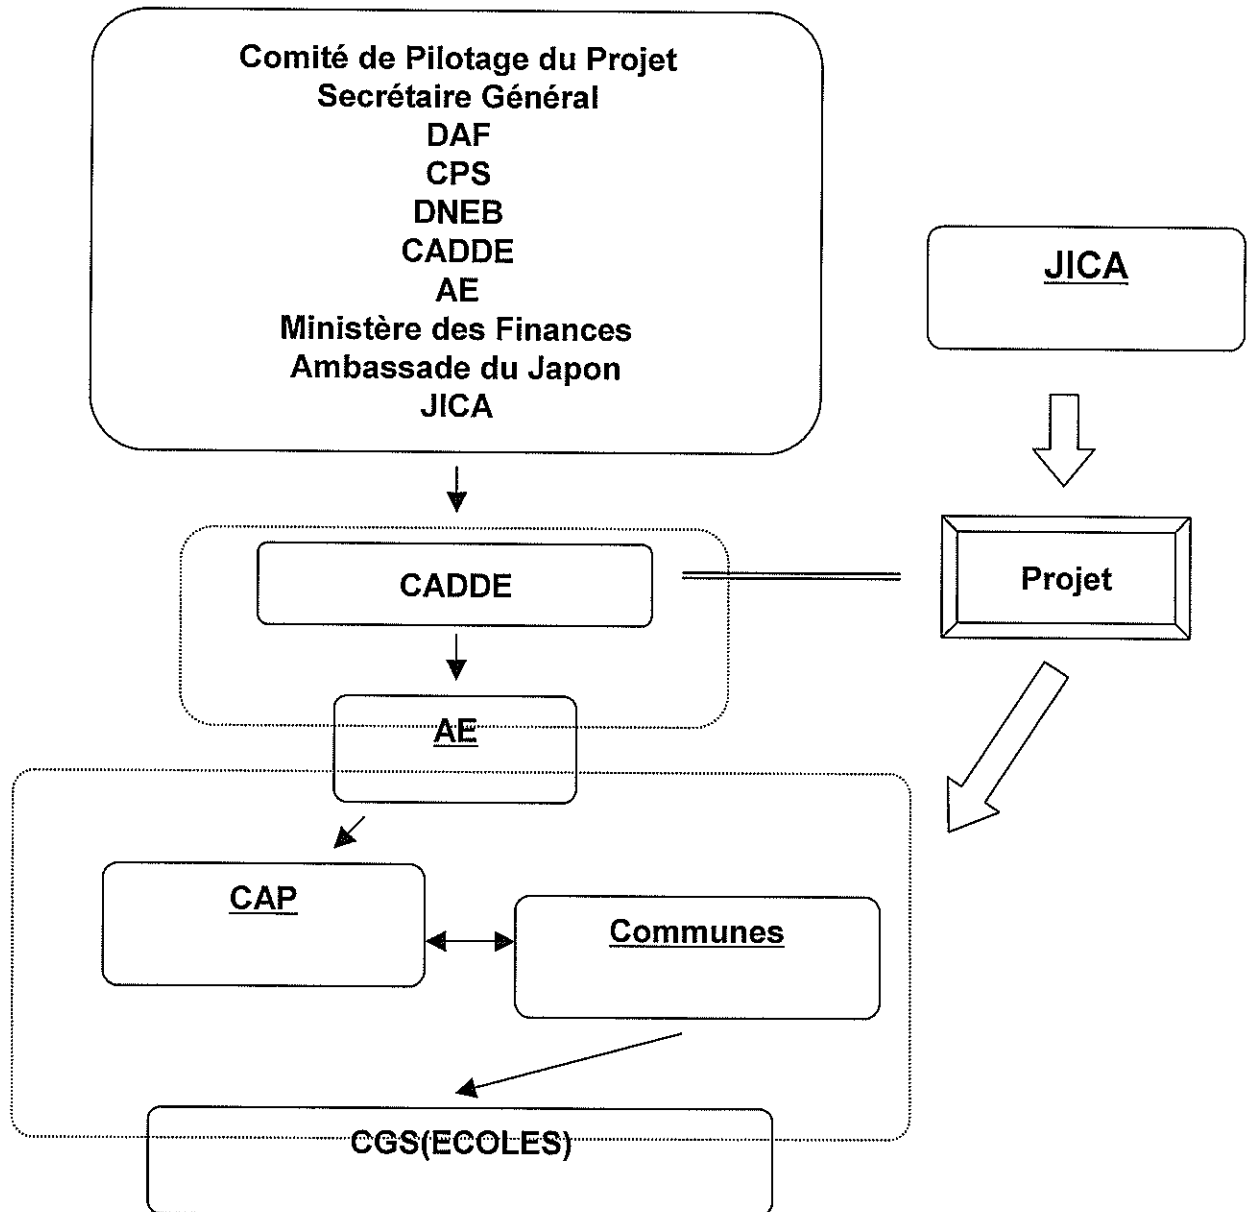 Comité de Pilotage du Projet
Secrétaire Général
DAF
CPS
DNEB
CADDE
AE
Ministère des Finances
Ambassade du Japon
JICA
JICA
CADDE
Projet
AE
CAP
Communes
CGS(ECOLES)